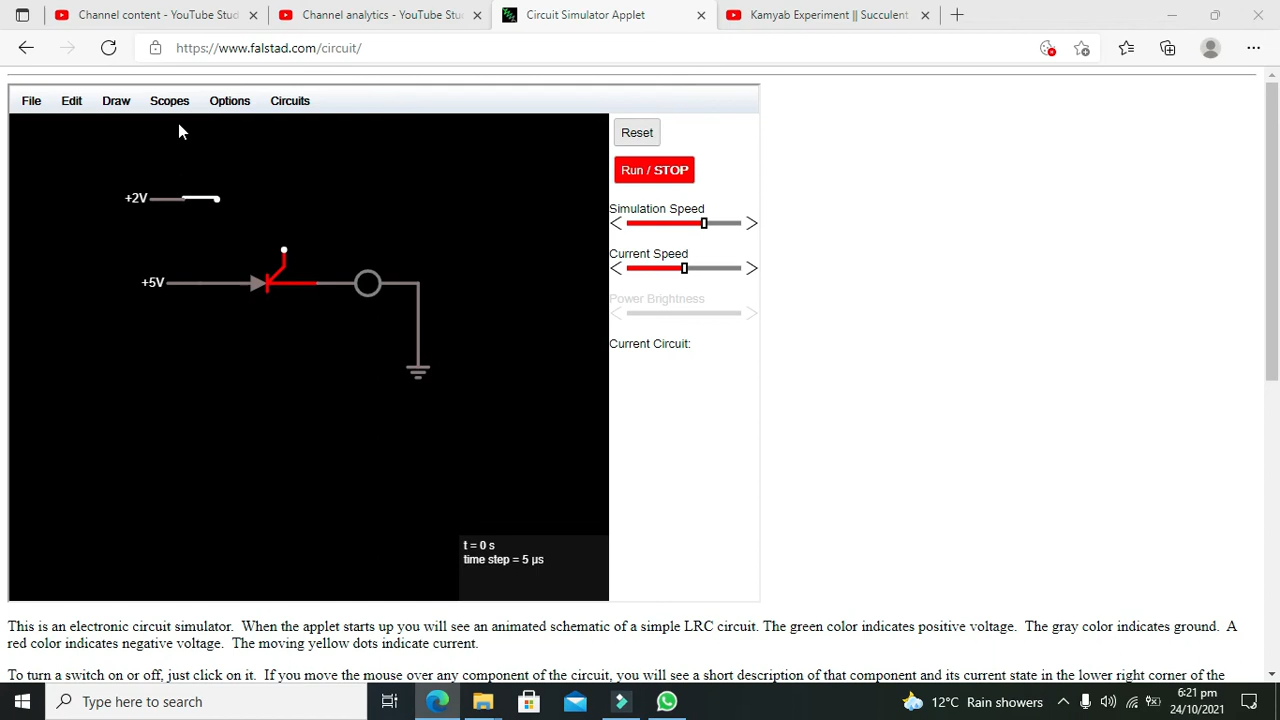 Channel content - YouTube Stud
Channel analytics - YouTube Stu
Circuit Simulator Applet
Kamyab Experiment || Succulent
https://www.falstad.com/circuit/
File Edit Draw Scopes Options Circuits
Reset
+2V
Run / STOP
Simulation Speed
Current Speed
+5V
Power Brightness
Current Circuit:
t = 0 s
time step = 5 µs
This is an electronic circuit simulator. When the applet starts up you will see an animated schematic of a simple LRC circuit. The green color indicates positive voltage. The gray color indicates ground. A
red color indicates negative voltage. The moving yellow dots indicate current.
To turn a switch on or off, just click on it. If you move the mouse over any component of the circuit, you will see a short description of that component and its current state in the lower right corner of the
Type here to search
12°C Rain showers
6:21 pm
24/10/2021